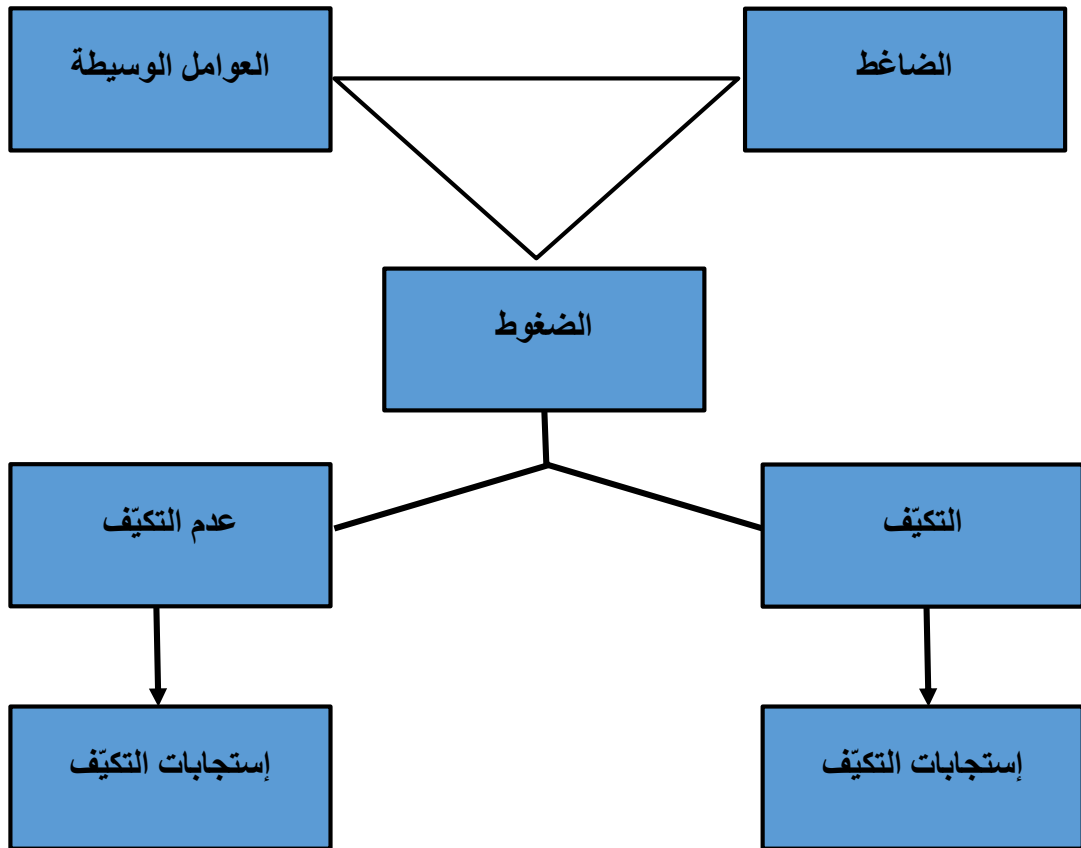 الضاغط
العوامل الوسيطة
الضغوط
التكيّف
عدم التكيّف
إستجابات التكيّف
إستجابات التكيّف